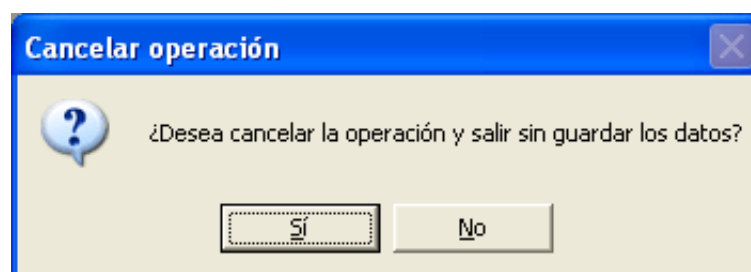 Cancelar operación
¿Desea cancelar la operación y salir sin guardar los datos?
Sí
No